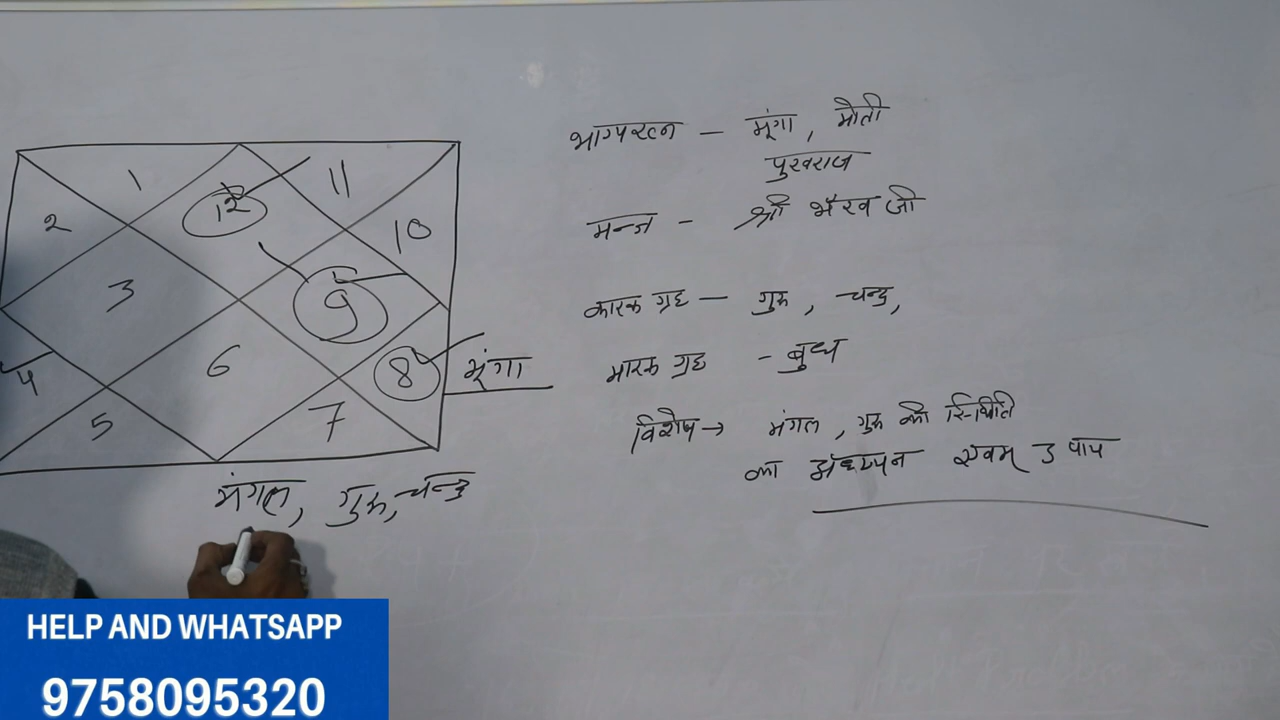 1 12 11
2 10
3 9
4 6 8 मूंगा
5 7
मंगल, गुरू, चन्द्र
भाग्यरत्न – मूंगा, मोती
पुखराज
मन्त्र - श्री भैरव जी
कारक ग्रह – गुरू, चन्द्र,
मारक ग्रह - बुध
विशेष → मंगल, गुरू की स्थिति
का अध्ययन एवम् उपाय
HELP AND WHATSAPP
9758095320